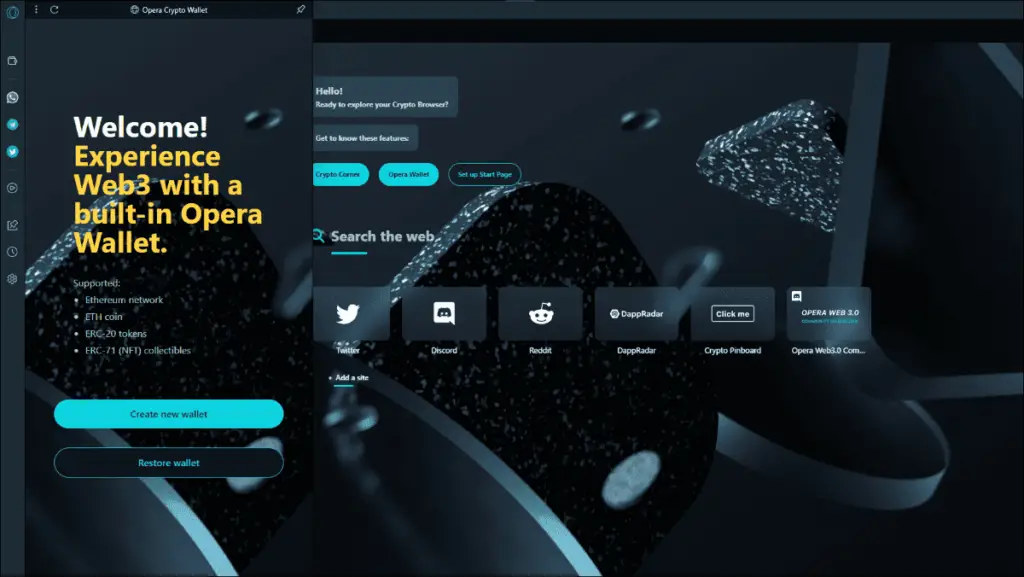 Opera Crypto Wallet
Welcome!
Experience
Web3 with a
built-in Opera
Wallet.
Supported:
Ethereum network
ETH coin
ERC-20 tokens
ERC-71 (NFT) collectibles
Create new wallet
Restore wallet
Hello!
Ready to explore your Crypto Browser?
Get to know these features:
Crypto Corner
Opera Wallet
Set up Start Page
Search the web
DappRadar
Click me
OPERA WEB 3.0
Twitter
Discord
Reddit
DappRadar
Crypto Pinboard
Opera Web3.0 Com...
+ Add a site